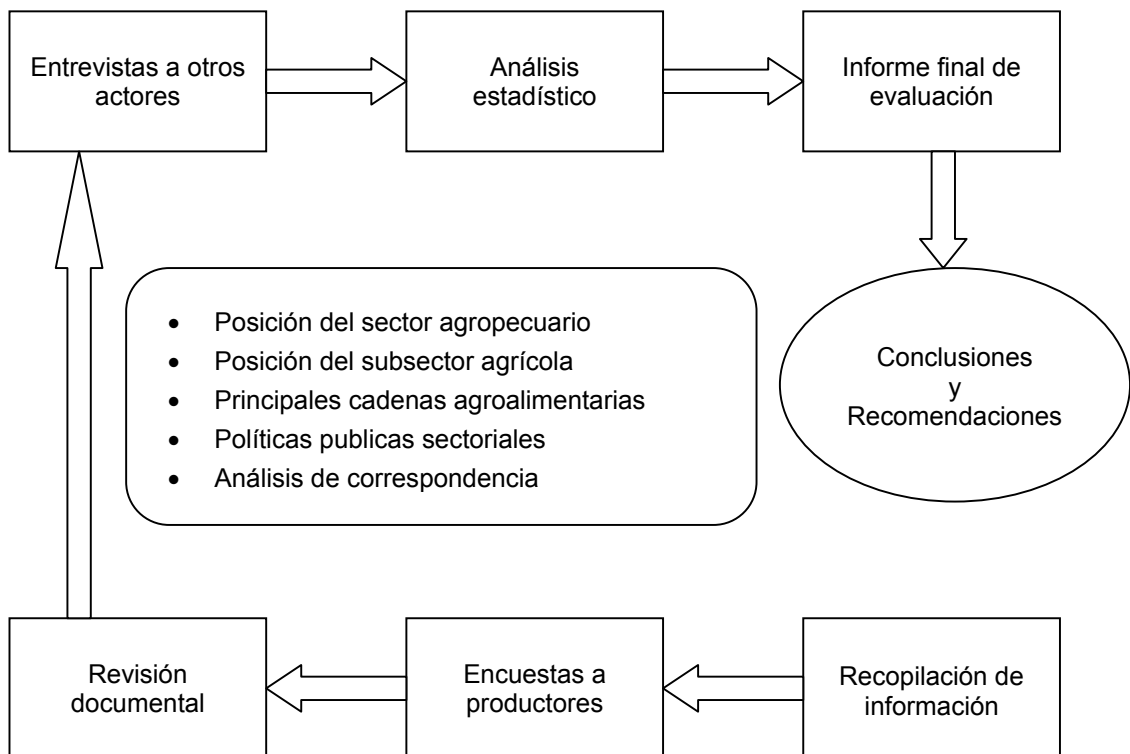 Entrevistas a otros
actores
Análisis
estadístico
Informe final de
evaluación
• Posición del sector agropecuario
• Posición del subsector agrícola
• Principales cadenas agroalimentarias
• Políticas publicas sectoriales
• Análisis de correspondencia
Conclusiones
y
Recomendaciones
Revisión
documental
Encuestas a
productores
Recopilación de
información